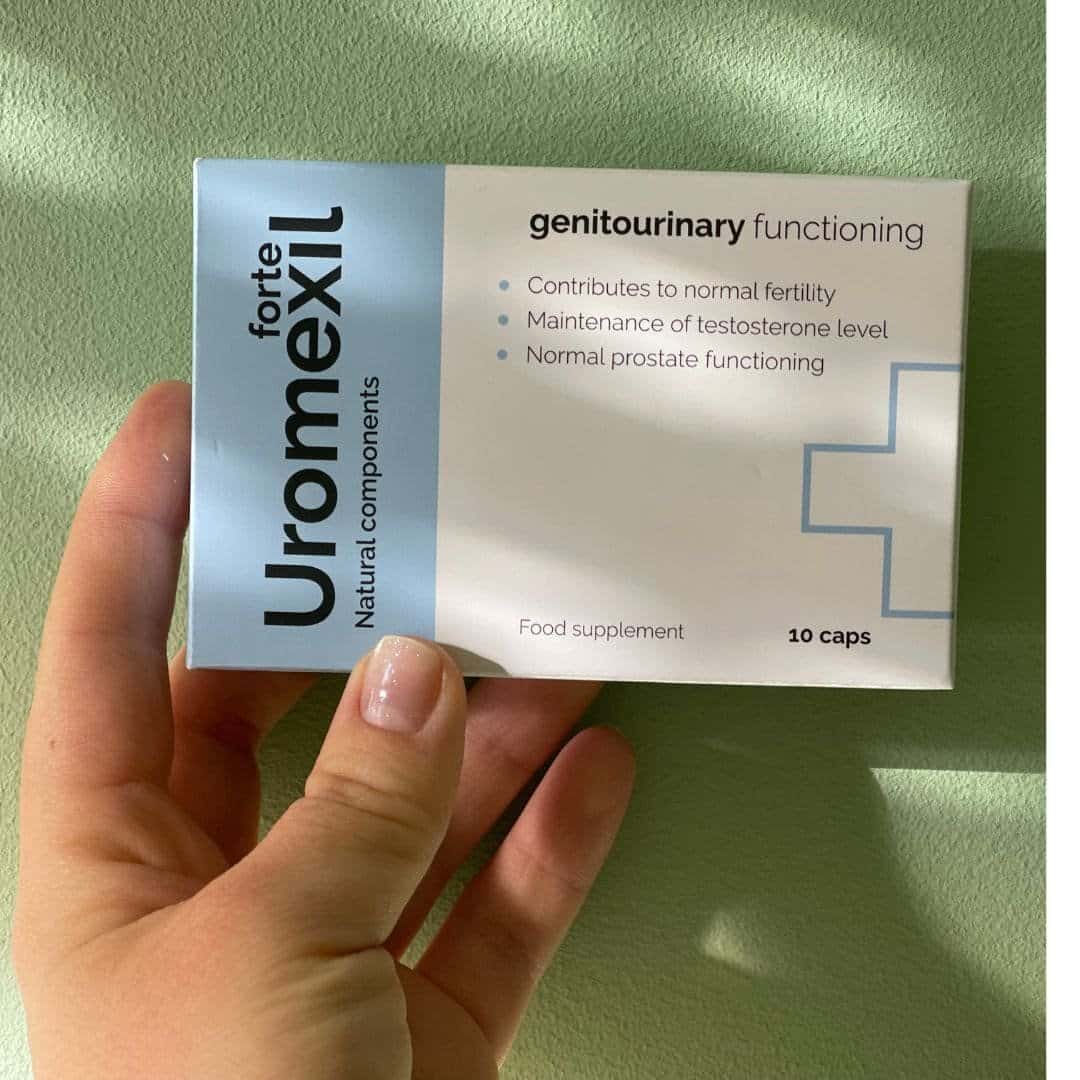 Uromexil
forte
Natural components
genitourinary functioning
Contributes to normal fertility
Maintenance of testosterone level
Normal prostate functioning
Food supplement
10 caps